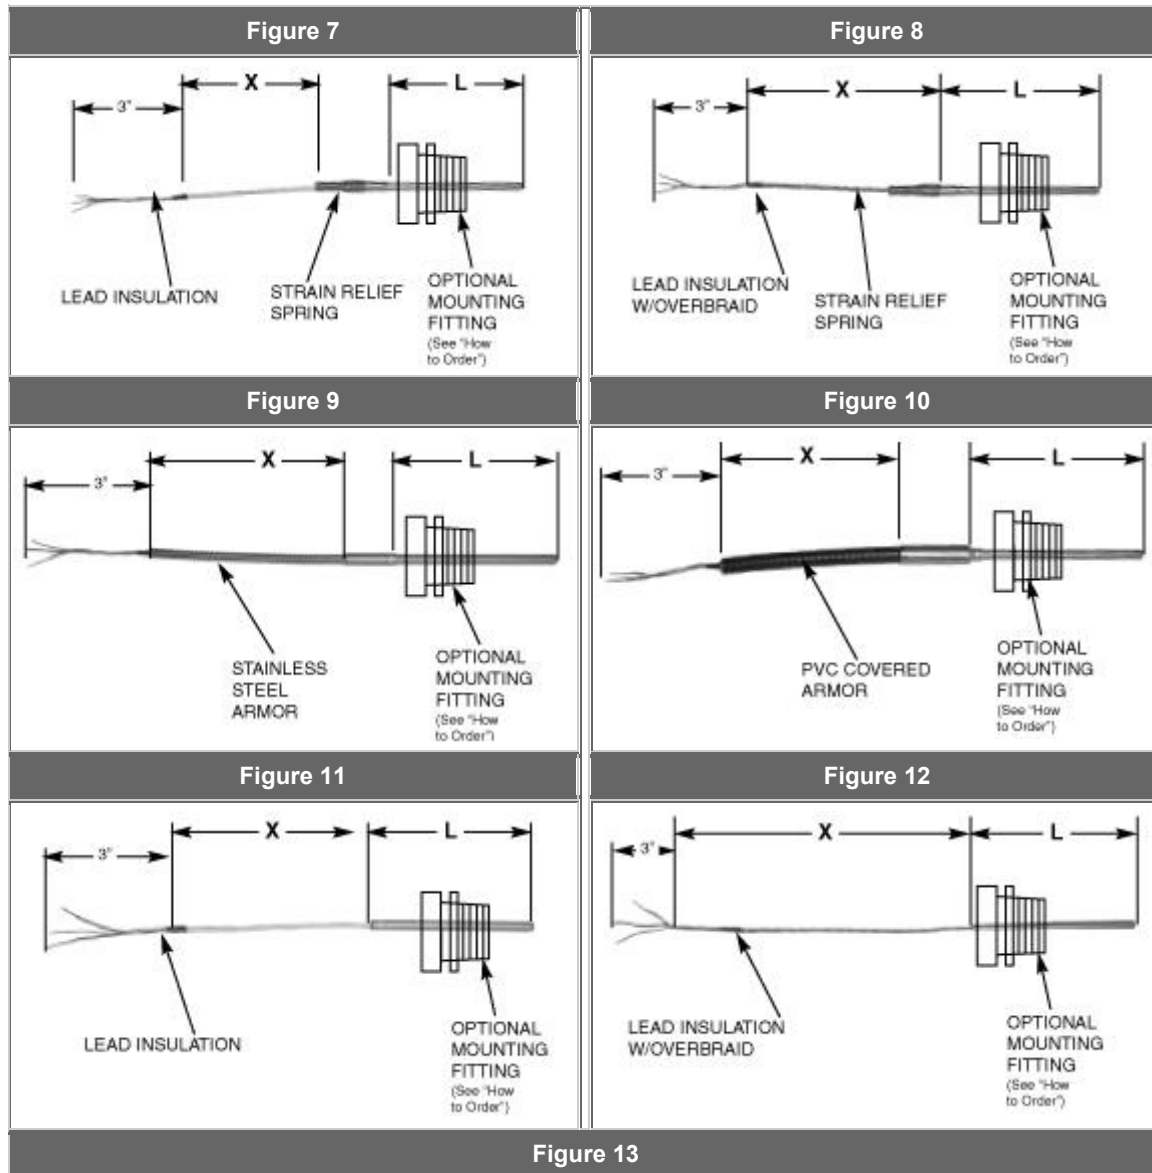 Figure 7
X
L
3"
LEAD INSULATION
STRAIN RELIEF
SPRING
OPTIONAL
MOUNTING
FITTING
(See "How
to Order")
Figure 8
X
L
3"
LEAD INSULATION
W/OVERBRAID
STRAIN RELIEF
SPRING
OPTIONAL
MOUNTING
FITTING
(See "How
to Order")
Figure 9
X
L
3"
STAINLESS
STEEL
ARMOR
OPTIONAL
MOUNTING
FITTING
(See "How
to Order")
Figure 10
X
L
3"
PVC COVERED
ARMOR
OPTIONAL
MOUNTING
FITTING
(See "How
to Order")
Figure 11
X
L
3"
LEAD INSULATION
OPTIONAL
MOUNTING
FITTING
(See "How
to Order")
Figure 12
X
L
3"
LEAD INSULATION
W/OVERBRAID
OPTIONAL
MOUNTING
FITTING
(See "How
to Order")
Figure 13